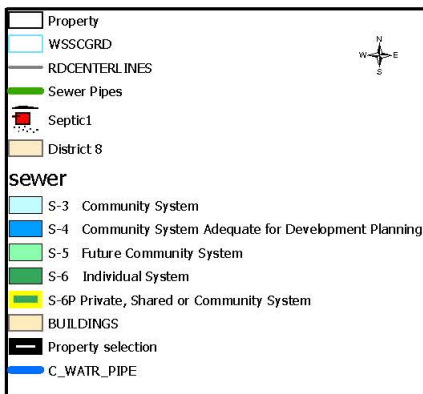 Property
WSSCGRD
N
W E
S
RDCENTERLINES
Sewer Pipes
Septic1
District 8
sewer
S-3 Community System
S-4 Community System Adequate for Development Planning
S-5 Future Community System
S-6 Individual System
S-6P Private, Shared or Community System
BUILDINGS
Property selection
C_WATR_PIPE